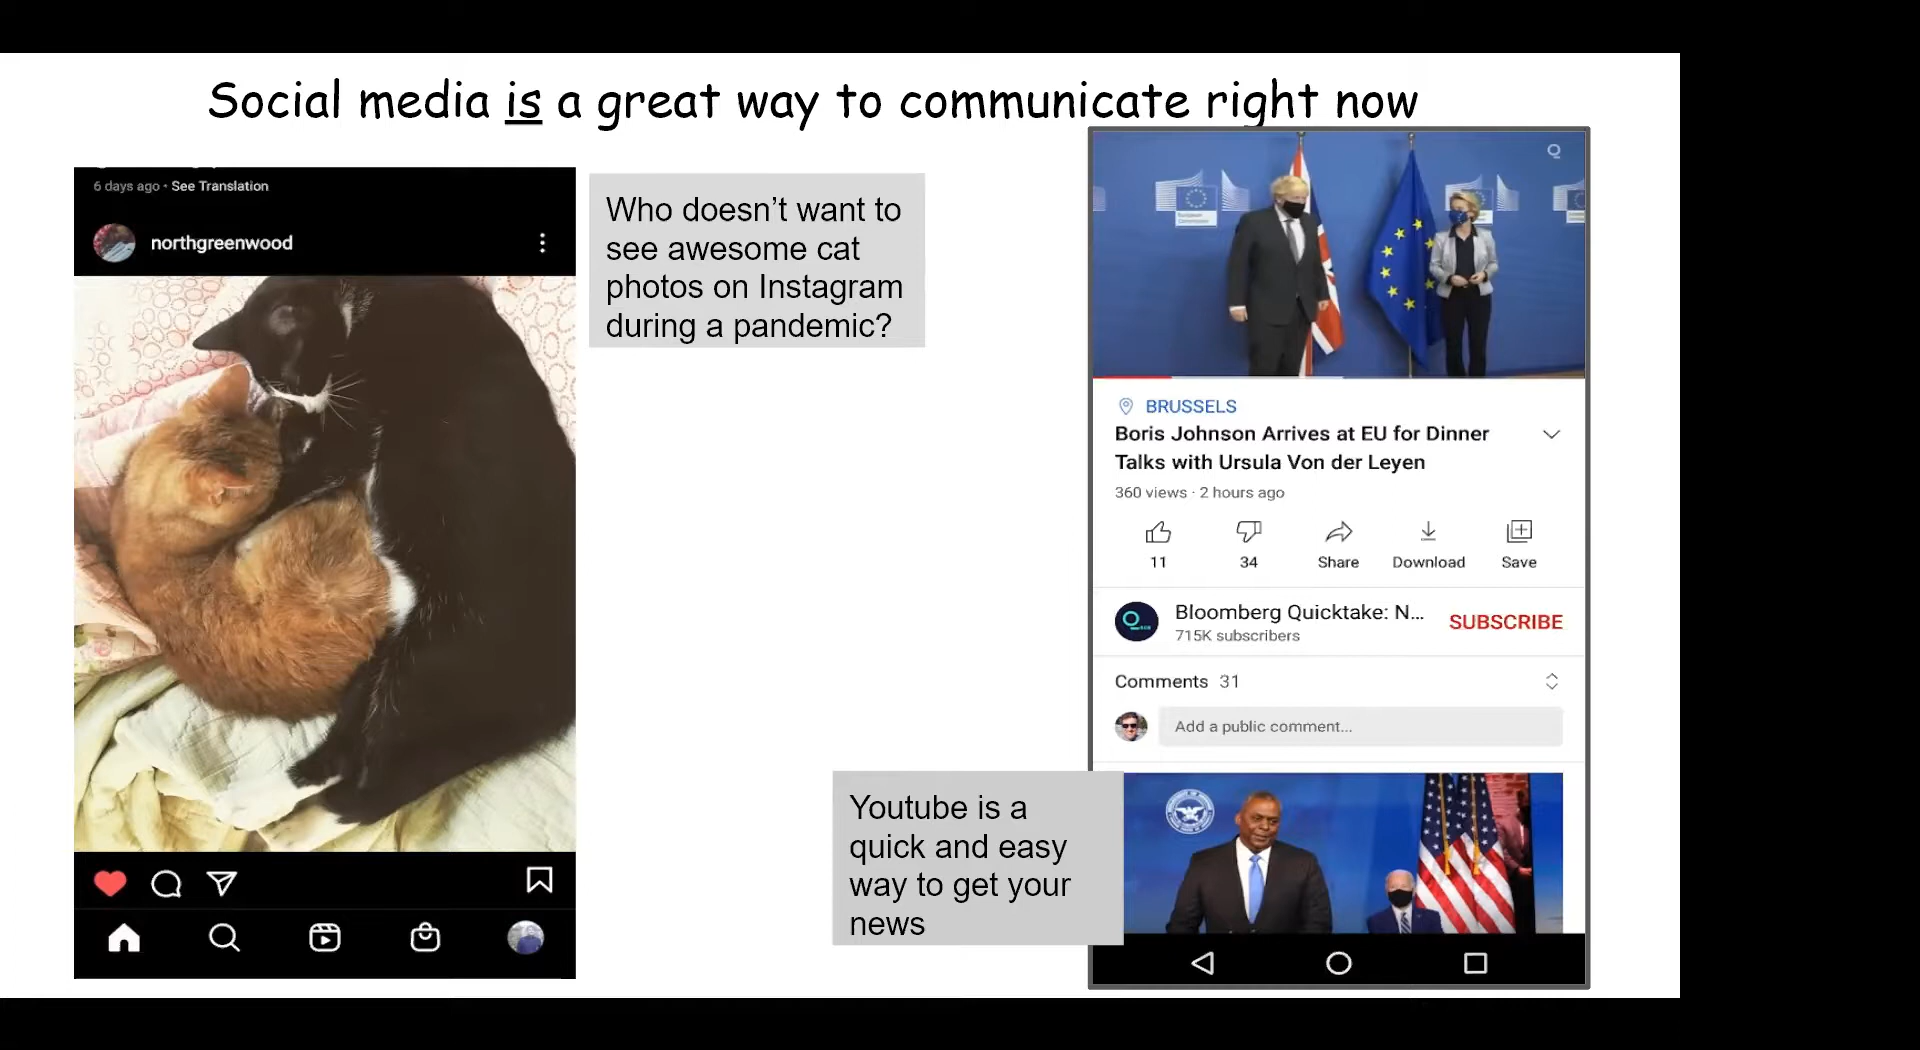 Social media is a great way to communicate right now
6 days ago • See Translation
northgreenwood
Who doesn't want to
see awesome cat
photos on Instagram
during a pandemic?
BRUSSELS
Boris Johnson Arrives at EU for Dinner
Talks with Ursula Von der Leyen
360 views · 2 hours ago
11
34
Share
Download
Save
Bloomberg Quicktake: N...
715K subscribers
SUBSCRIBE
Comments 31
Add a public comment...
Youtube is a
quick and easy
way to get your
news